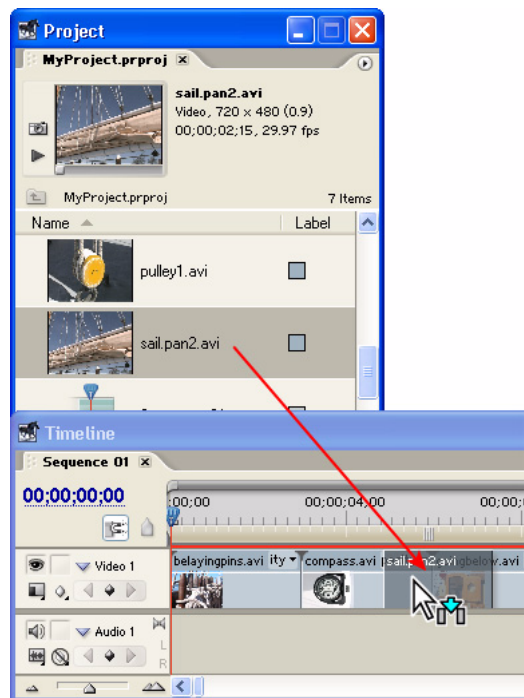 Project
MyProject.prproj
sail.pan2.avi
Video, 720 × 480 (0.9)
00;00;02;15, 29.97 fps
MyProject.prproj 7 Items
Name Label
pulley1.avi
sail.pan2.avi
Timeline
Sequence 01
00;00;00;00
;00;00 00;00;04;00 00;00;
Video 1
belayingpins.avi ity compass.avi sail.pan2.avi gbelow.avi
Audio 1
L
R